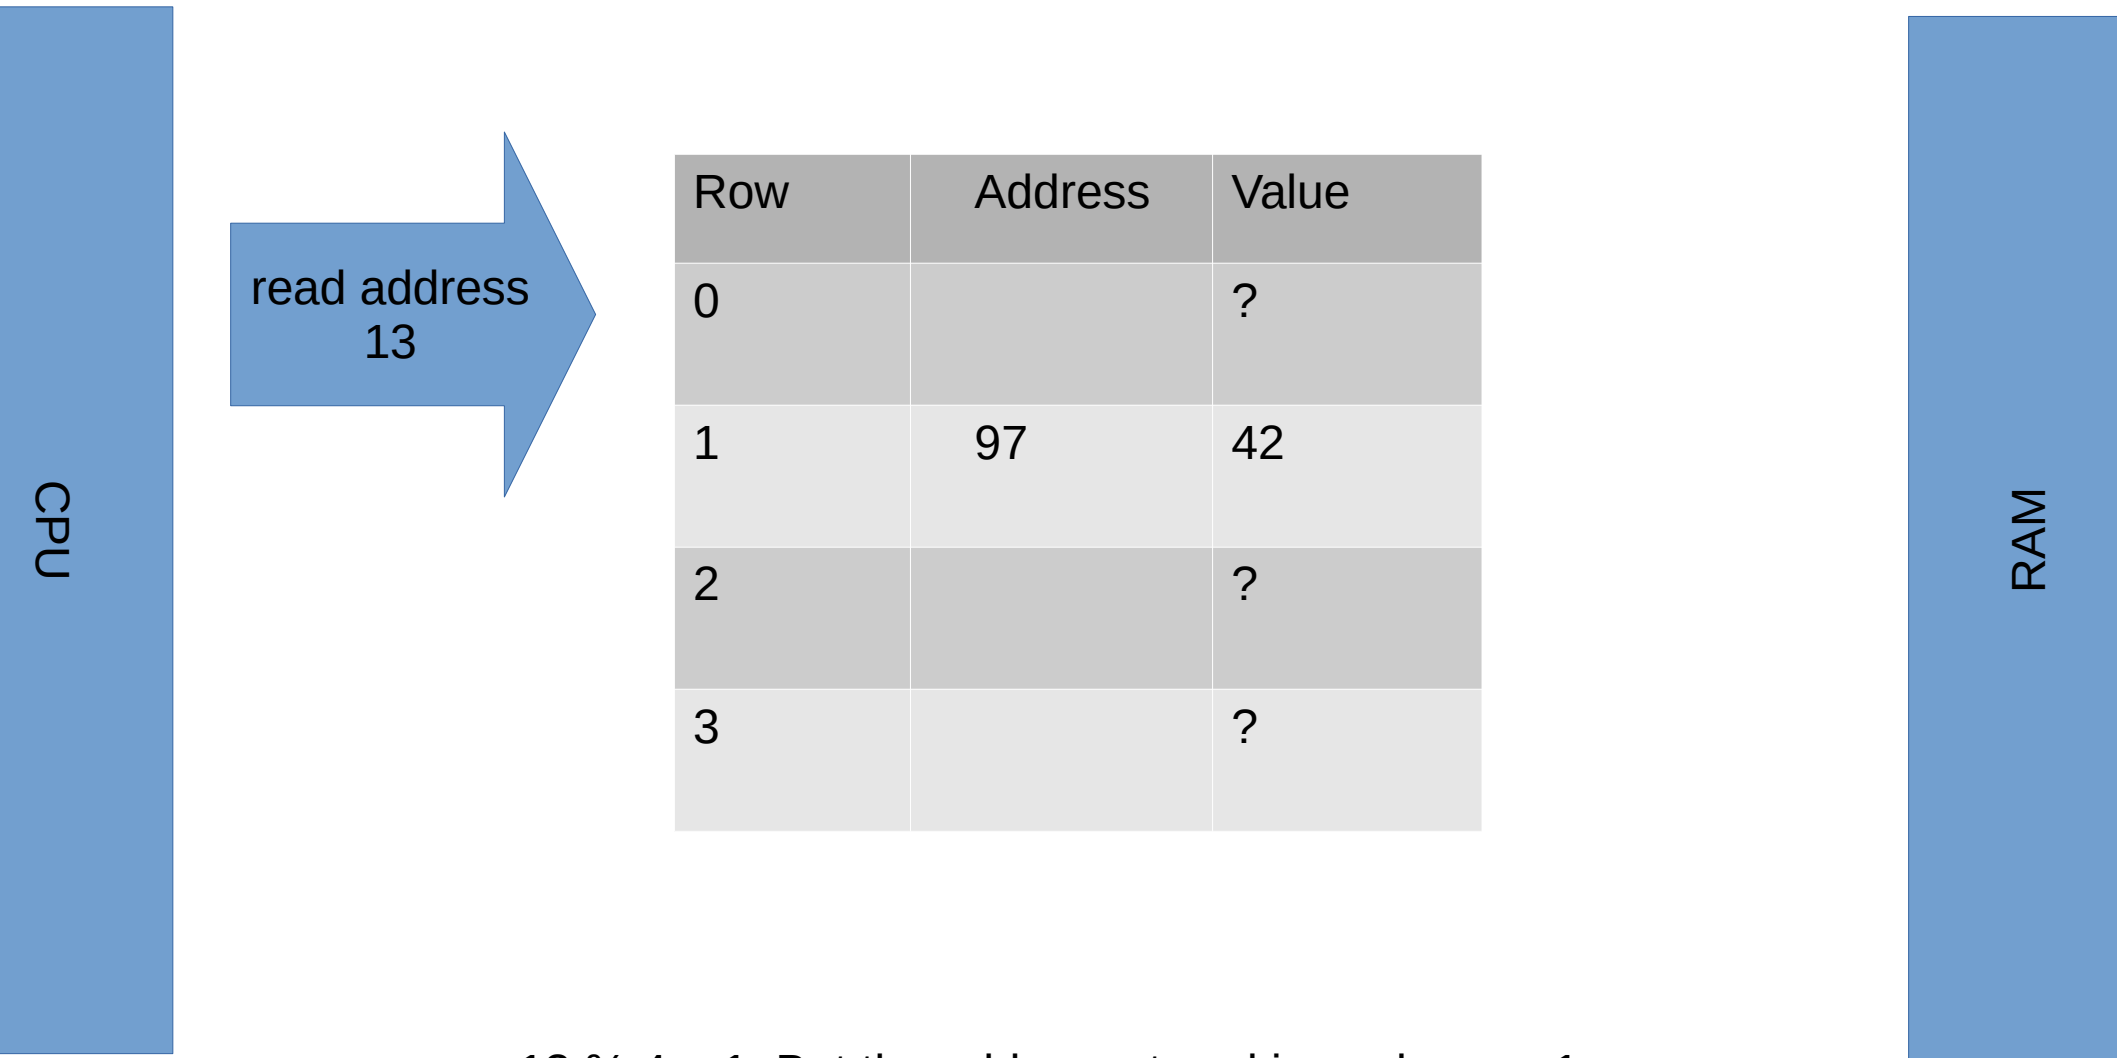 CPU
read address
13
Row Address Value
0 ?
1 97 42
2 ?
3 ?
RAM